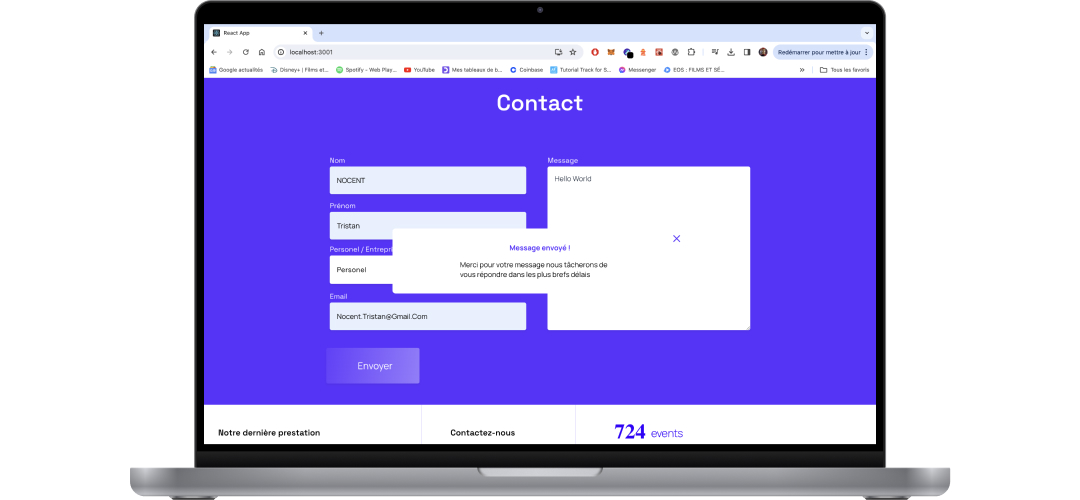 React App
localhost:3001
Redémarrer pour mettre à jour
Google actualités
Disney+ | Films et...
Spotify - Web Play...
YouTube
Mes tableaux de b...
Coinbase
Tutorial Track for S...
Messenger
EOS : FILMS ET SÉ...
Tous les favoris
Contact
Nom
NOCENT
Prénom
Tristan
Personel / Entrepri
Personel
Email
Nocent.Tristan@Gmail.Com
Message
Hello World
Message envoyé !
Merci pour votre message nous tâcherons de
vous répondre dans les plus brefs délais
Envoyer
Notre dernière prestation
Contactez-nous
724 events